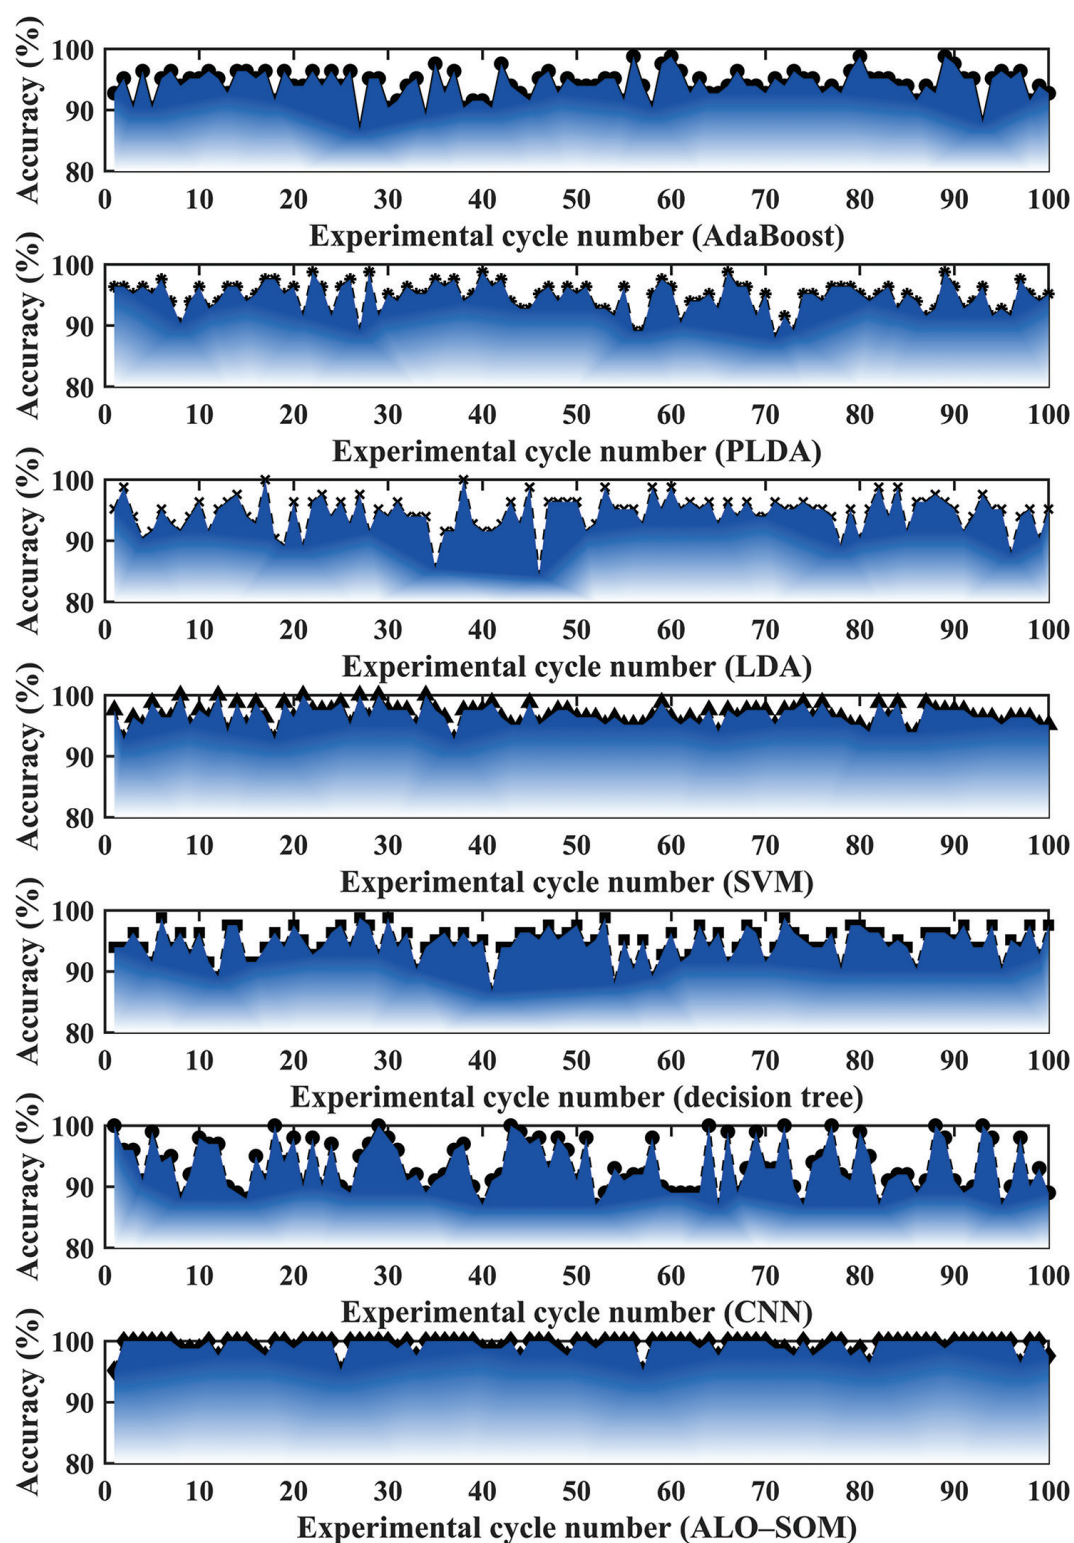 Accuracy (%)
100
90
80
0 10 20 30 40 50 60 70 80 90 100
Experimental cycle number (AdaBoost)
Accuracy (%)
100
90
80
0 10 20 30 40 50 60 70 80 90 100
Experimental cycle number (PLDA)
Accuracy (%)
100
90
80
0 10 20 30 40 50 60 70 80 90 100
Experimental cycle number (LDA)
Accuracy (%)
100
90
80
0 10 20 30 40 50 60 70 80 90 100
Experimental cycle number (SVM)
Accuracy (%)
100
90
80
0 10 20 30 40 50 60 70 80 90 100
Experimental cycle number (decision tree)
Accuracy (%)
100
90
80
0 10 20 30 40 50 60 70 80 90 100
Experimental cycle number (CNN)
Accuracy (%)
100
90
80
0 10 20 30 40 50 60 70 80 90 100
Experimental cycle number (ALO–SOM)